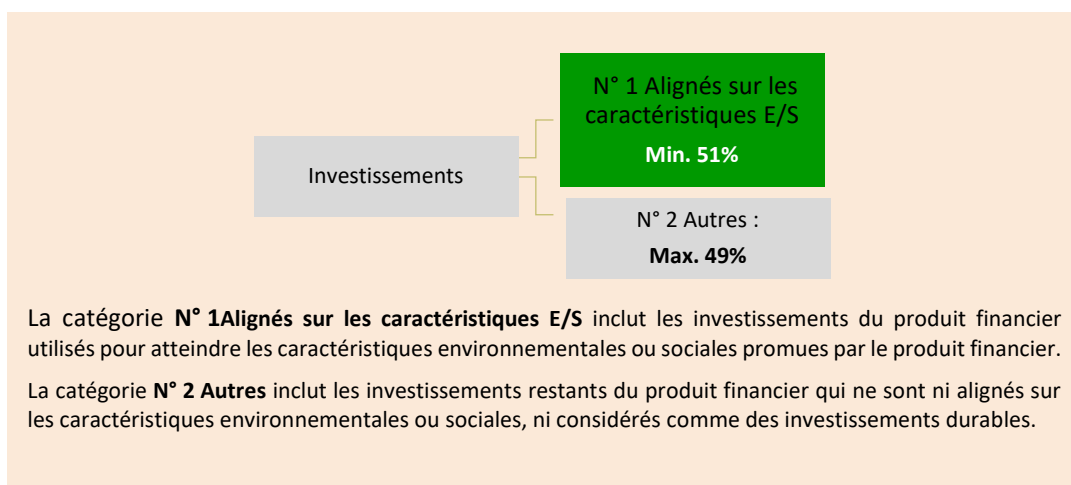 N° 1 Alignés sur les
caractéristiques E/S
Min. 51%
Investissements
N° 2 Autres :
Max. 49%
La catégorie N° 1Alignés sur les caractéristiques E/S inclut les investissements du produit financier
utilisés pour atteindre les caractéristiques environnementales ou sociales promues par le produit financier.
La catégorie N° 2 Autres inclut les investissements restants du produit financier qui ne sont ni alignés sur
les caractéristiques environnementales ou sociales, ni considérés comme des investissements durables.